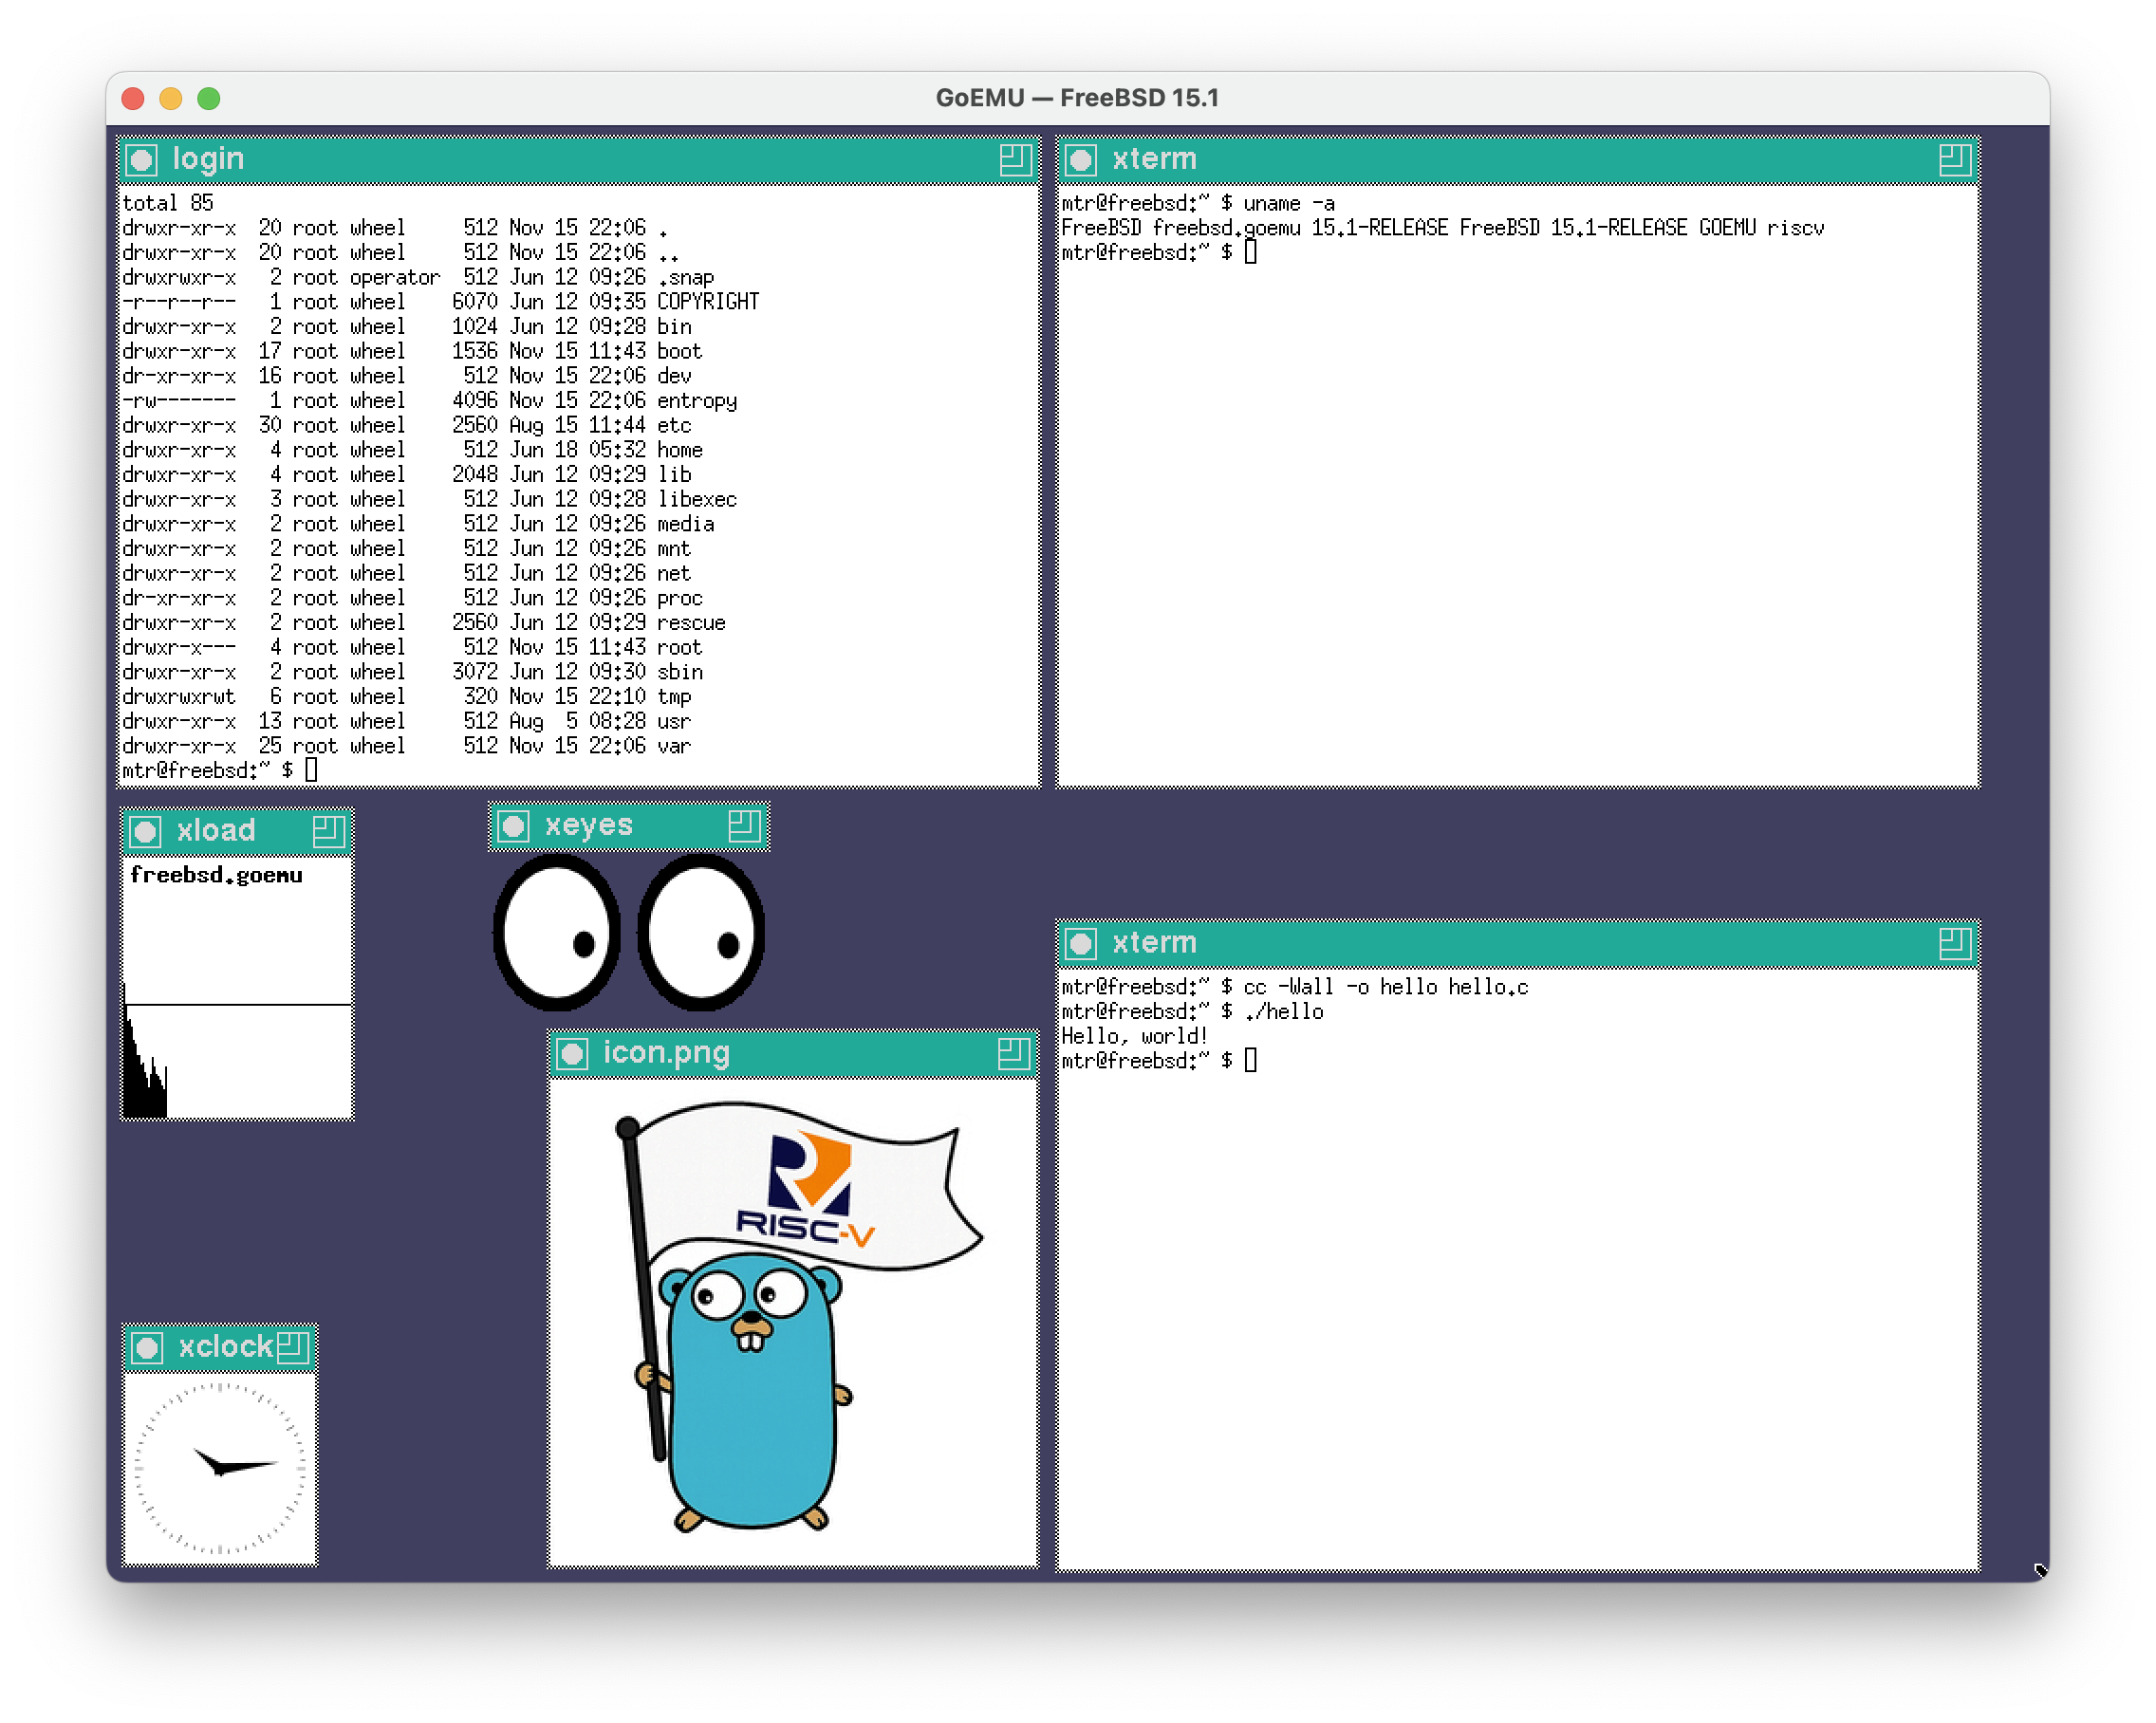 GoEMU — FreeBSD 15.1
login
total 85
drwxr-xr-x  20 root wheel     512 Nov 15 22:06 .
drwxr-xr-x  20 root wheel     512 Nov 15 22:06 ..
drwxrwxr-x   2 root operator  512 Jun 12 09:26 .snap
-r--r--r--   1 root wheel    6070 Jun 12 09:35 COPYRIGHT
drwxr-xr-x   2 root wheel    1024 Jun 12 09:28 bin
drwxr-xr-x  17 root wheel    1536 Nov 15 11:43 boot
dr-xr-xr-x  16 root wheel     512 Nov 15 22:06 dev
-rw-------   1 root wheel    4096 Nov 15 22:06 entropy
drwxr-xr-x  30 root wheel    2560 Aug 15 11:44 etc
drwxr-xr-x   4 root wheel     512 Jun 18 05:32 home
drwxr-xr-x   4 root wheel    2048 Jun 12 09:29 lib
drwxr-xr-x   3 root wheel     512 Jun 12 09:28 libexec
drwxr-xr-x   2 root wheel     512 Jun 12 09:26 media
drwxr-xr-x   2 root wheel     512 Jun 12 09:26 mnt
drwxr-xr-x   2 root wheel     512 Jun 12 09:26 net
dr-xr-xr-x   2 root wheel     512 Jun 12 09:26 proc
drwxr-xr-x   2 root wheel    2560 Jun 12 09:29 rescue
drwxr-x---   4 root wheel     512 Nov 15 11:43 root
drwxr-xr-x   2 root wheel    3072 Jun 12 09:30 sbin
drwxrwxrwt   6 root wheel     320 Nov 15 22:10 tmp
drwxr-xr-x  13 root wheel     512 Aug  5 08:28 usr
drwxr-xr-x  25 root wheel     512 Nov 15 22:06 var
mtr@freebsd:~ $
xterm
mtr@freebsd:~ $ uname -a
FreeBSD freebsd.goemu 15.1-RELEASE FreeBSD 15.1-RELEASE GOEMU riscv
mtr@freebsd:~ $
xload
freebsd.goemu
xeyes
xterm
mtr@freebsd:~ $ cc -Wall -o hello hello.c
mtr@freebsd:~ $ ./hello
Hello, world!
mtr@freebsd:~ $
icon.png
RISC-V
xclock